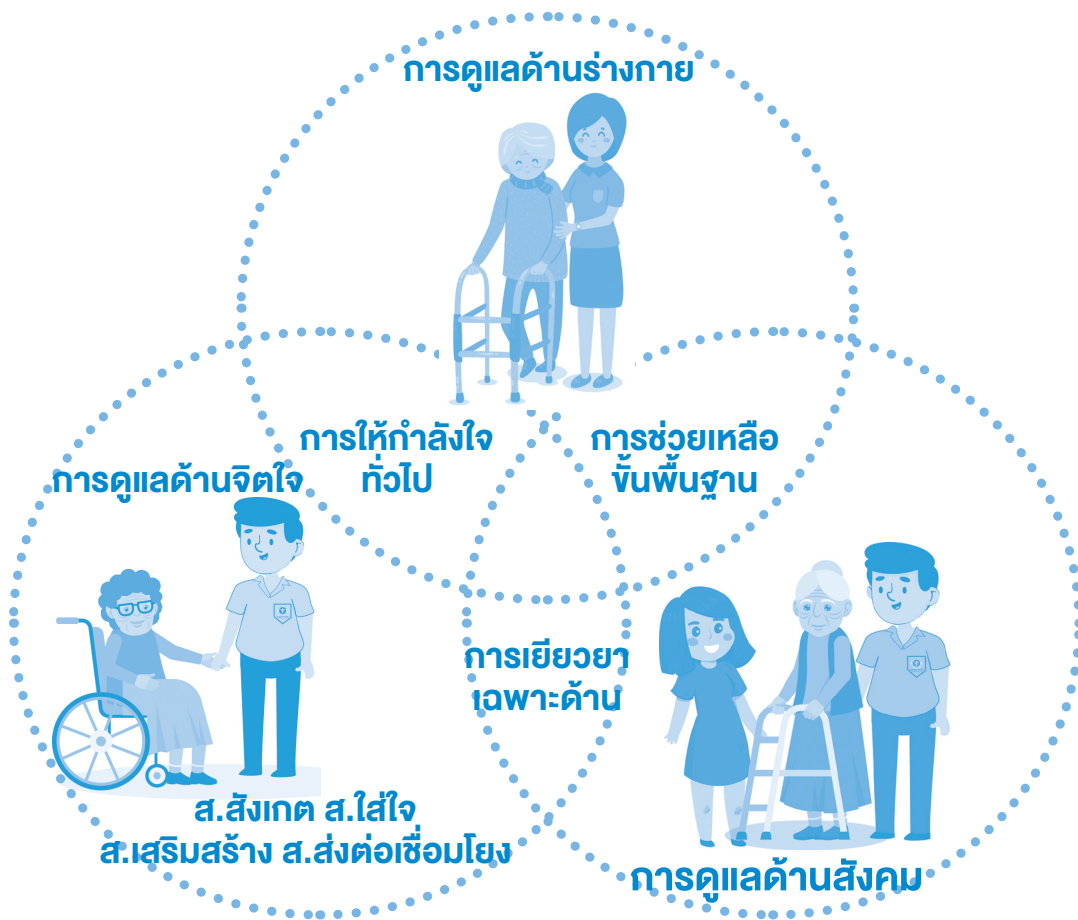 การดูแลด้านร่างกาย
การให้กำลังใจ
ทั่วไป
การช่วยเหลือ
ขั้นพื้นฐาน
การดูแลด้านจิตใจ
การเยียวยา
เฉพาะด้าน
ส.สังเกต ส.ใส่ใจ
ส.เสริมสร้าง ส.ส่งต่อเชื่อมโยง
การดูแลด้านสังคม